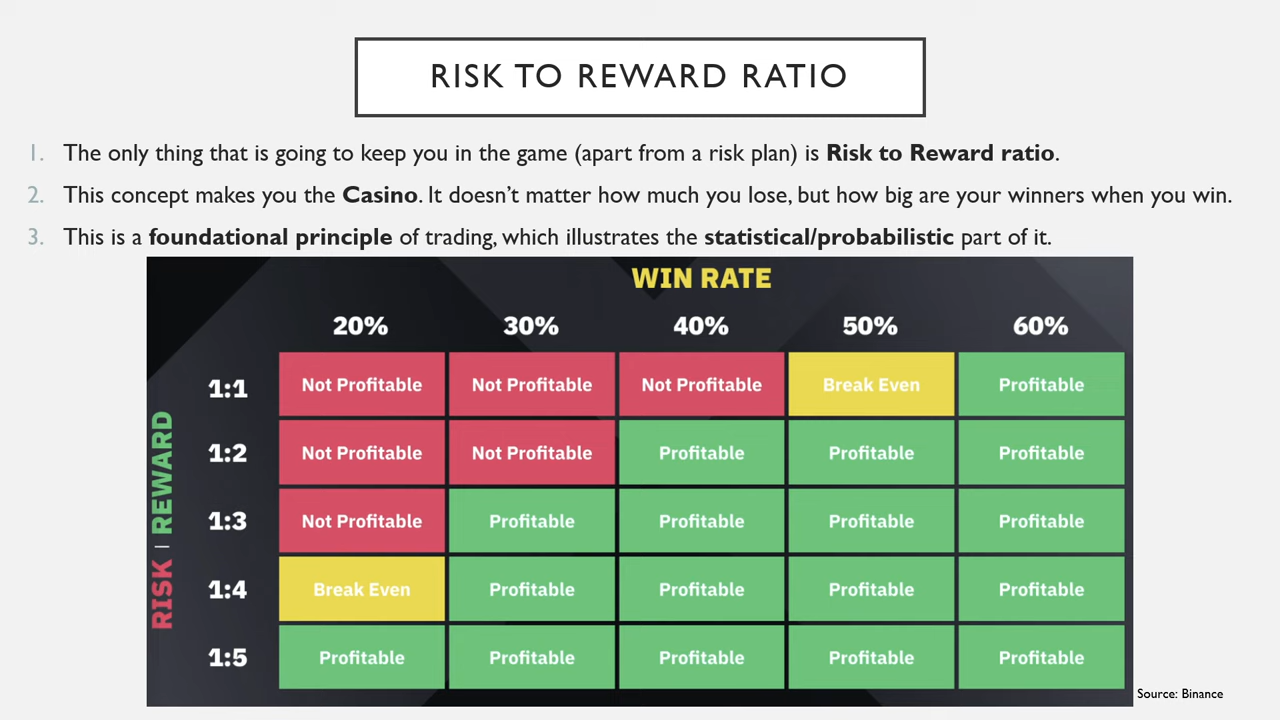 RISK TO REWARD RATIO
1. The only thing that is going to keep you in the game (apart from a risk plan) is Risk to Reward ratio.
2. This concept makes you the Casino. It doesn't matter how much you lose, but how big are your winners when you win.
3. This is a foundational principle of trading, which illustrates the statistical/probabilistic part of it.
WIN RATE
20% 30% 40% 50% 60%
RISK | REWARD
1:1 Not Profitable Not Profitable Not Profitable Break Even Profitable
1:2 Not Profitable Not Profitable Profitable Profitable Profitable
1:3 Not Profitable Profitable Profitable Profitable Profitable
1:4 Break Even Profitable Profitable Profitable Profitable
1:5 Profitable Profitable Profitable Profitable Profitable
Source: Binance